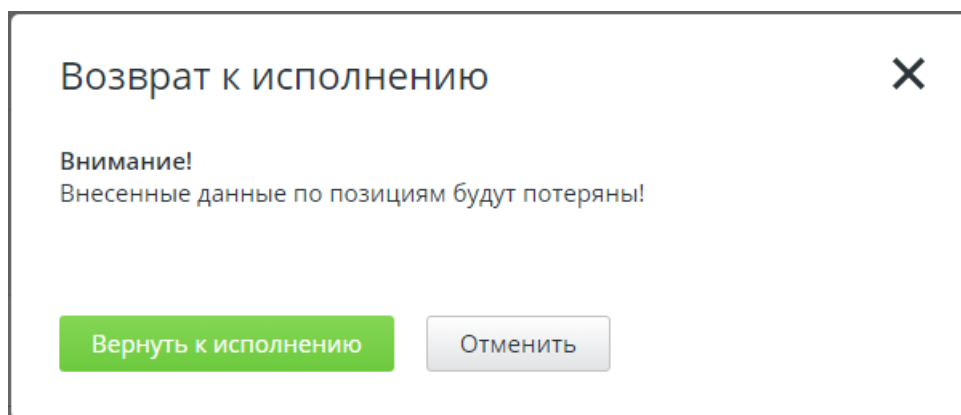 Возврат к исполнению
Внимание!
Внесенные данные по позициям будут потеряны!
Вернуть к исполнению
Отменить